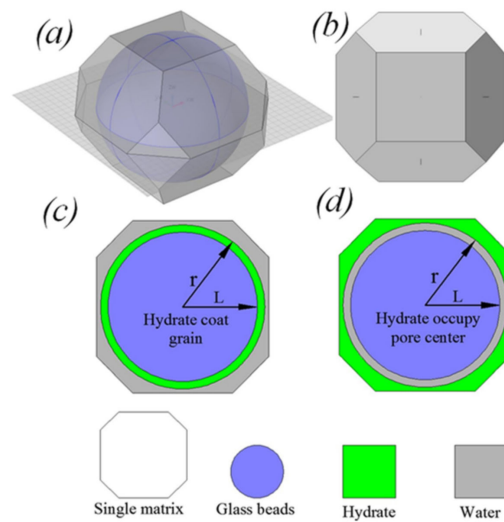 (a)
(b)
(c)
(d)
r
L
Hydrate coat
grain
r
L
Hydrate occupy
pore center
Single matrix
Glass beads
Hydrate
Water